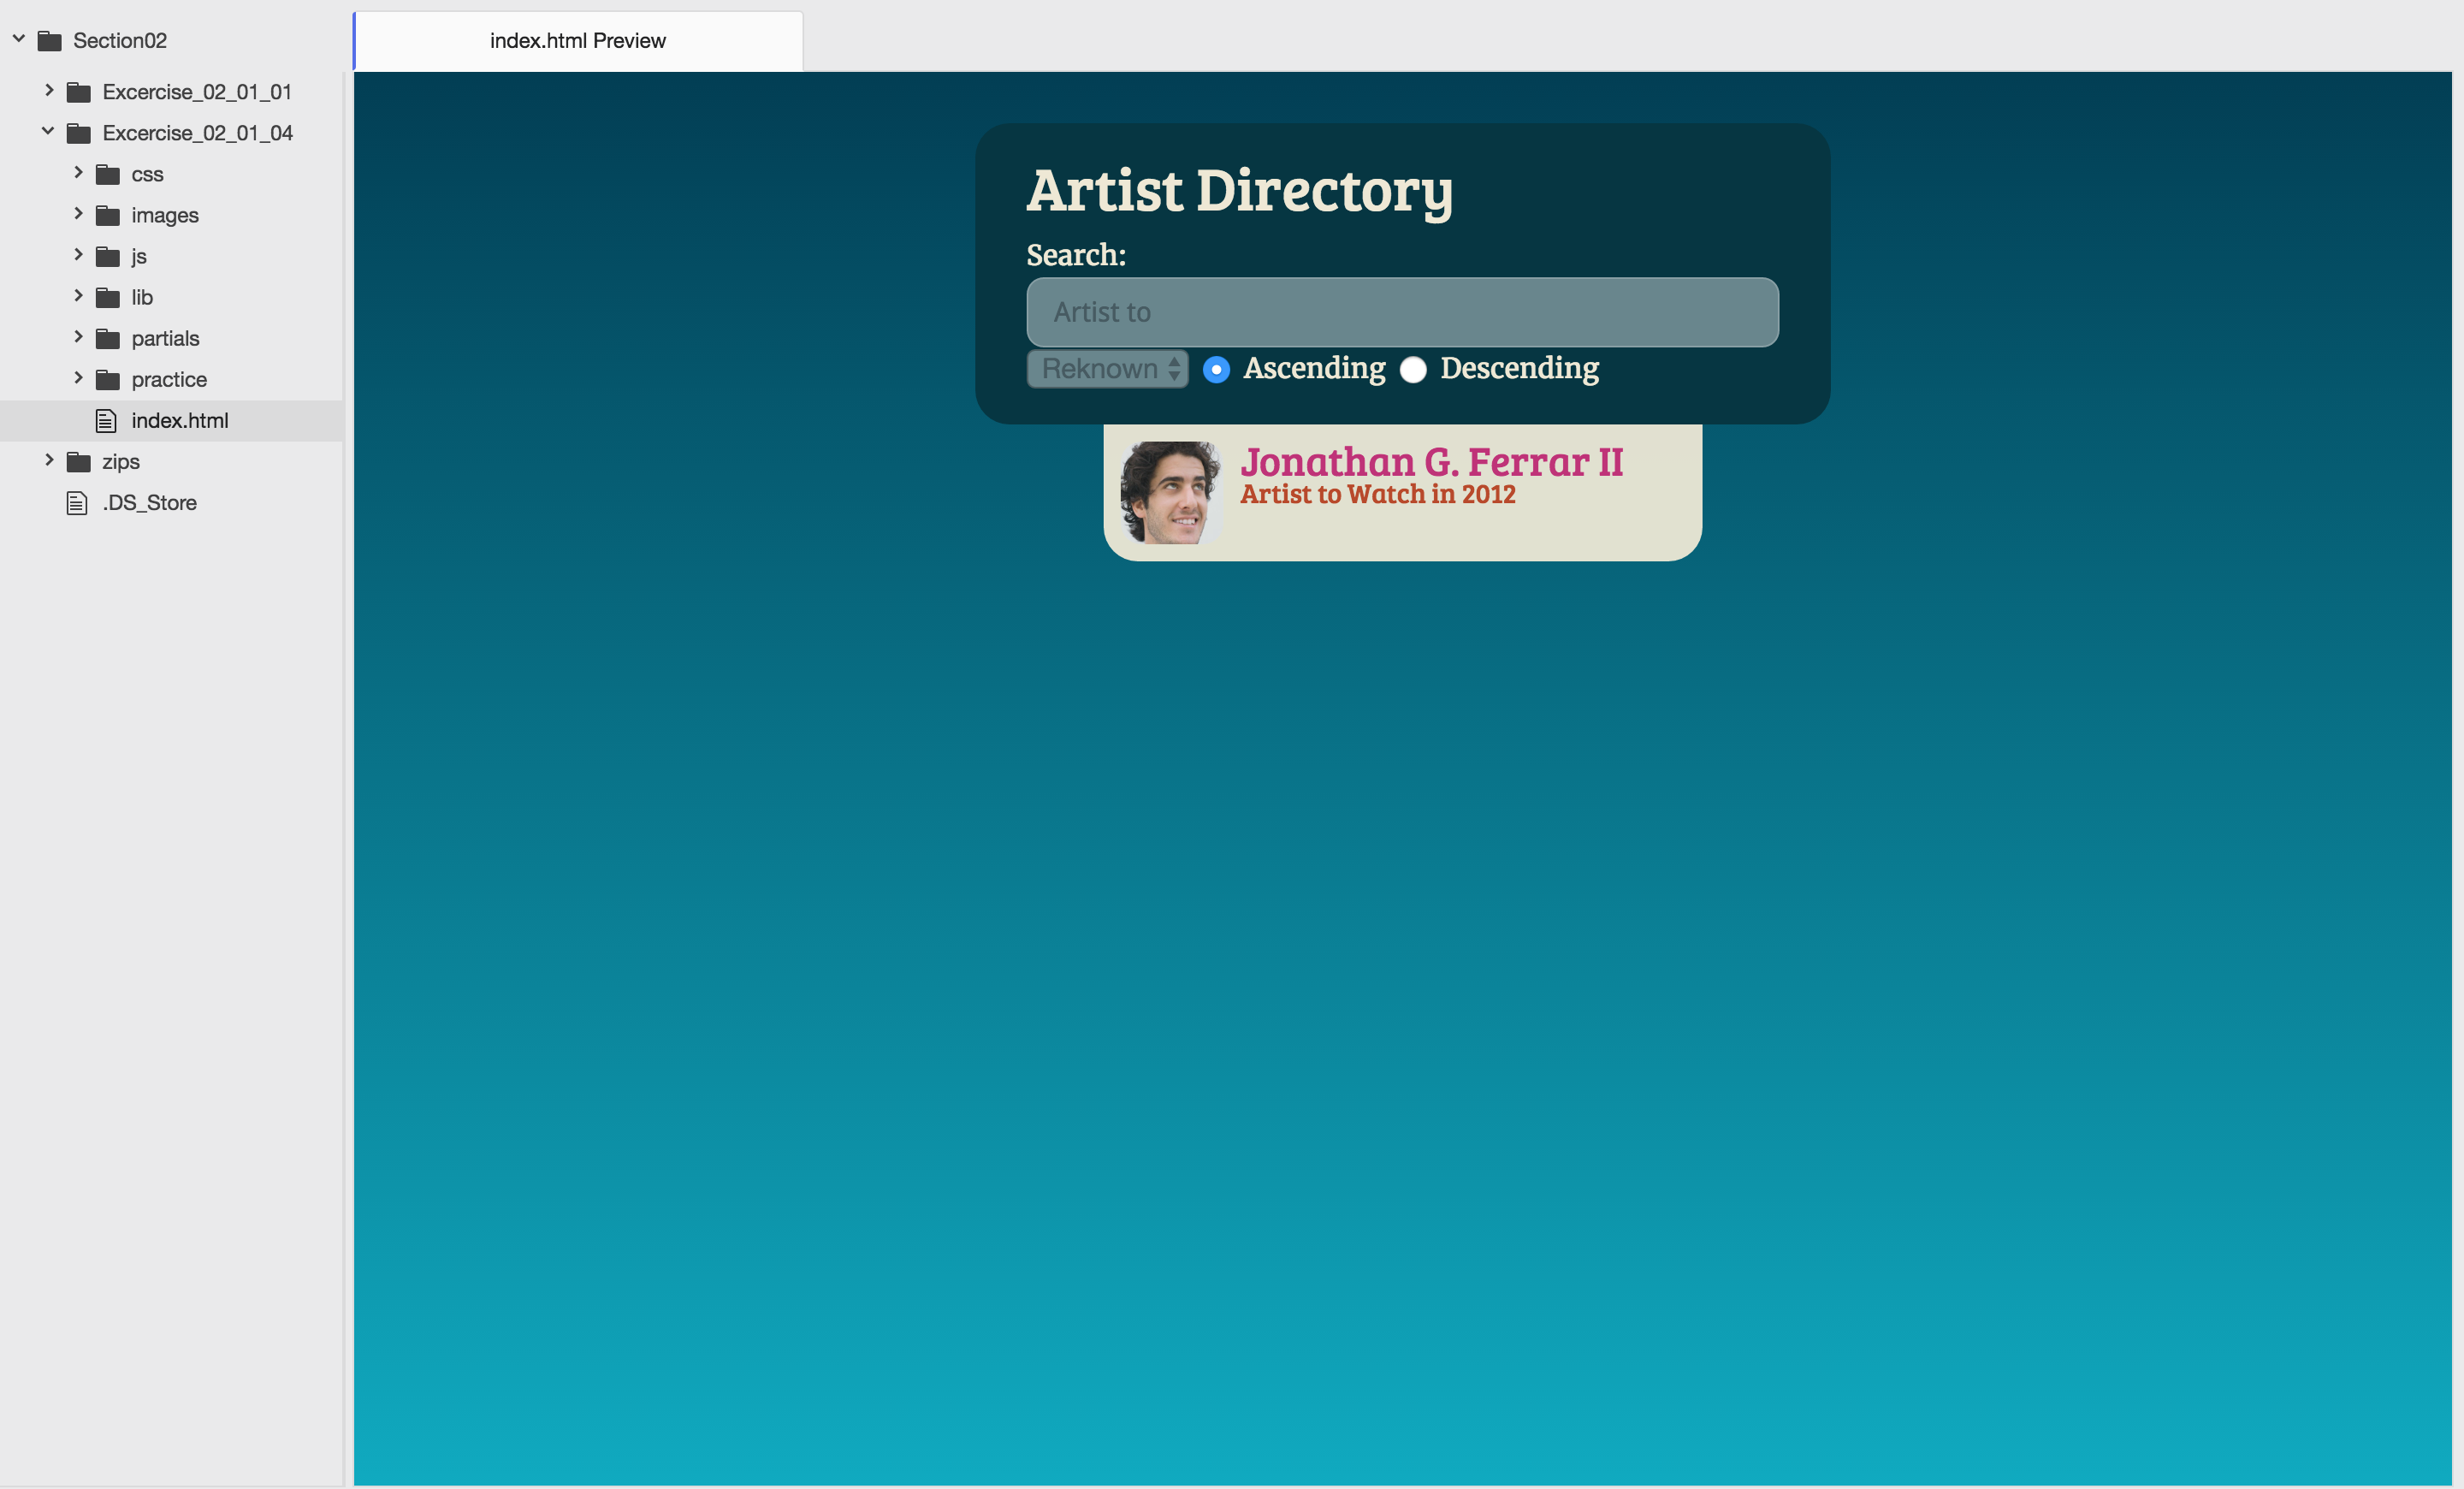 Section02
Excercise_02_01_01
Excercise_02_01_04
css
images
js
lib
partials
practice
index.html
zips
.DS_Store
index.html Preview
Artist Directory
Search:
Artist to
Reknown Ascending Descending
Jonathan G. Ferrar II
Artist to Watch in 2012